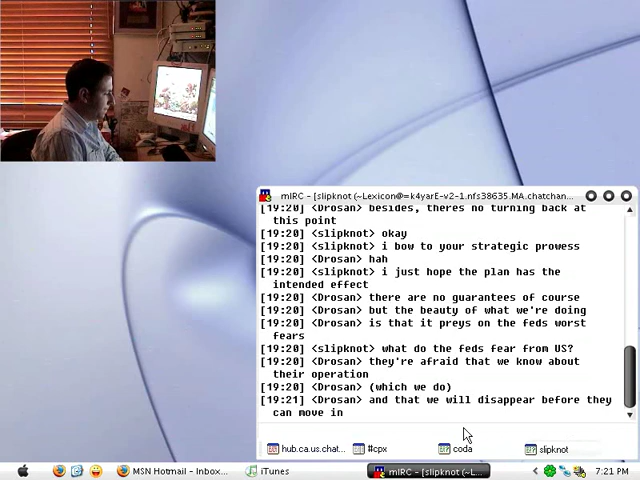 mIRC - [slipknot (~Lexicon@=k4yarE-v2-1.nfs38635.MA.chatchan...
[19:20] <Drosan> besides, theres no turning back at
this point
[19:20] <slipknot> okay
[19:20] <slipknot> i bow to your strategic prowess
[19:20] <Drosan> hah
[19:20] <slipknot> i just hope the plan has the
intended effect
[19:20] <Drosan> there are no guarantees of course
[19:20] <Drosan> but the beauty of what we're doing
[19:20] <Drosan> is that it preys on the feds worst
fears
[19:20] <slipknot> what do the feds fear from US?
[19:20] <Drosan> they're afraid that we know about
their operation
[19:20] <Drosan> (which we do)
[19:21] <Drosan> and that we will disappear before they
can move in
hub.ca.us.chat... #cpx coda slipknot
MSN Hotmail - Inbox... iTunes mIRC - [slipknot (~L... 7:21 PM